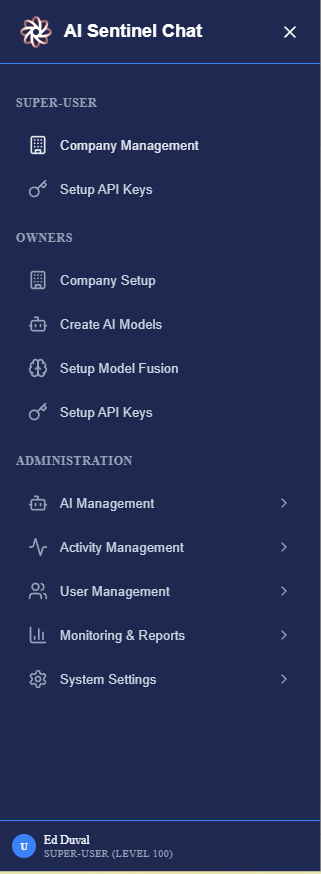 AI Sentinel Chat
SUPER-USER
Company Management
Setup API Keys
OWNERS
Company Setup
Create AI Models
Setup Model Fusion
Setup API Keys
ADMINISTRATION
AI Management
Activity Management
User Management
Monitoring & Reports
System Settings
U
Ed Duval
SUPER-USER (LEVEL 100)